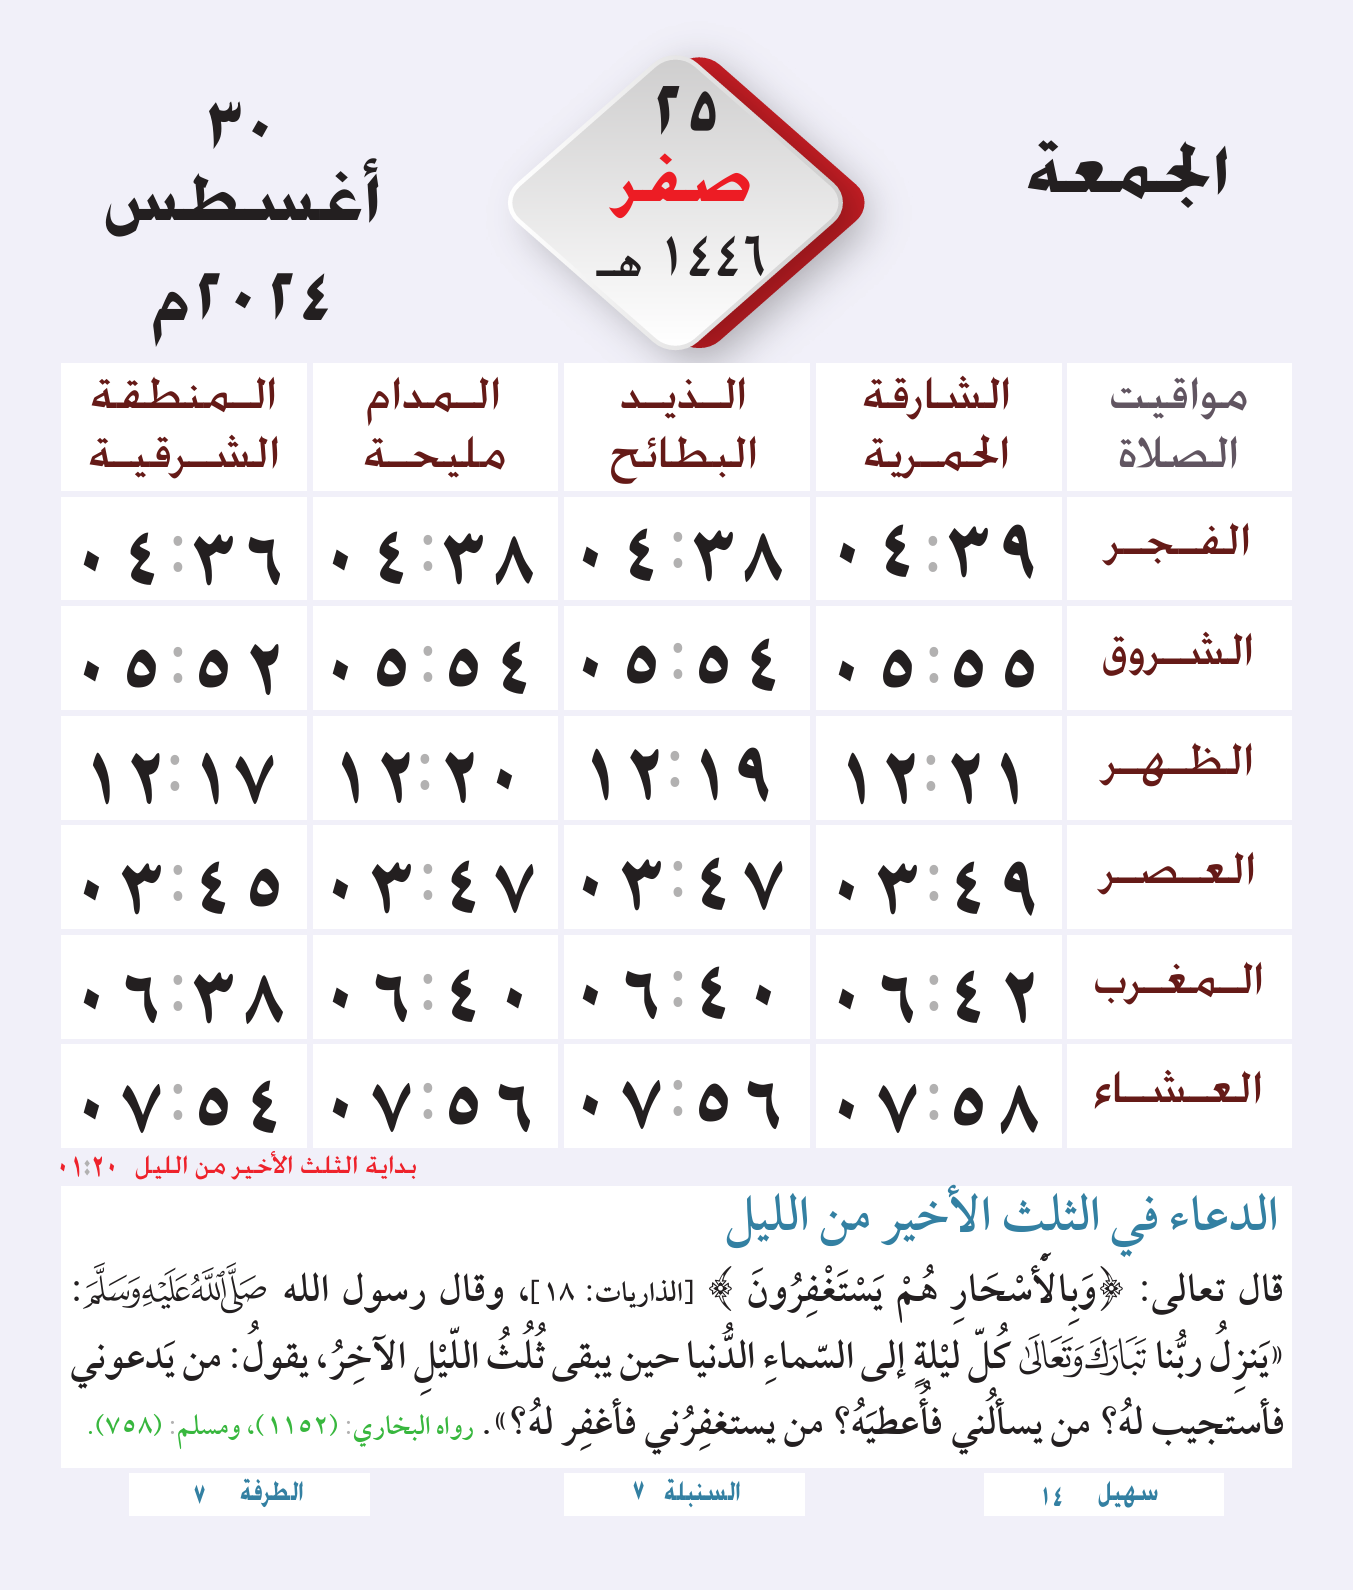 الجمعة
٢٥
صفر
١٤٤٦ هـ
٣٠
أغسطس
٢٠٢٤م
مواقيت الصلاة	الشارقة الحمرية	الذيد البطائح	المدام مليحة	المنطقة الشرقية
الفجر	٠٤:٣٩	٠٤:٣٨	٠٤:٣٨	٠٤:٣٦
الشروق	٠٥:٥٥	٠٥:٥٤	٠٥:٥٤	٠٥:٥٢
الظهر	١٢:٢١	١٢:١٩	١٢:٢٠	١٢:١٧
العصر	٠٣:٤٩	٠٣:٤٧	٠٣:٤٧	٠٣:٤٥
المغرب	٠٦:٤٢	٠٦:٤٠	٠٦:٤٠	٠٦:٣٨
العشاء	٠٧:٥٨	٠٧:٥٦	٠٧:٥٦	٠٧:٥٤
بداية الثلث الأخير من الليل ٠١:٢٠
الدعاء في الثلث الأخير من الليل
قال تعالى: ﴿وَبِالْأَسْحَارِ هُمْ يَسْتَغْفِرُونَ﴾ [الذاريات: ١٨]، وقال رسول الله صَلَّى اللَّهُ عَلَيْهِ وَسَلَّمَ:
«يَنزِلُ ربُّنا تَبَارَكَ وَتَعَالَى كُلّ ليْلةٍ إلى السّماءِ الدُّنيا حين يبقى ثُلُثُ اللّيْلِ الآخِرُ، يقولُ: من يَدعوني
فأستجيب لهُ؟ من يسألُني فأُعطيَهُ؟ من يستغفِرُني فأغفِر لهُ؟». رواه البخاري: (١١٥٢)، ومسلم: (٧٥٨).
سهيل ١٤
السنبلة ٧
الطرفة ٧